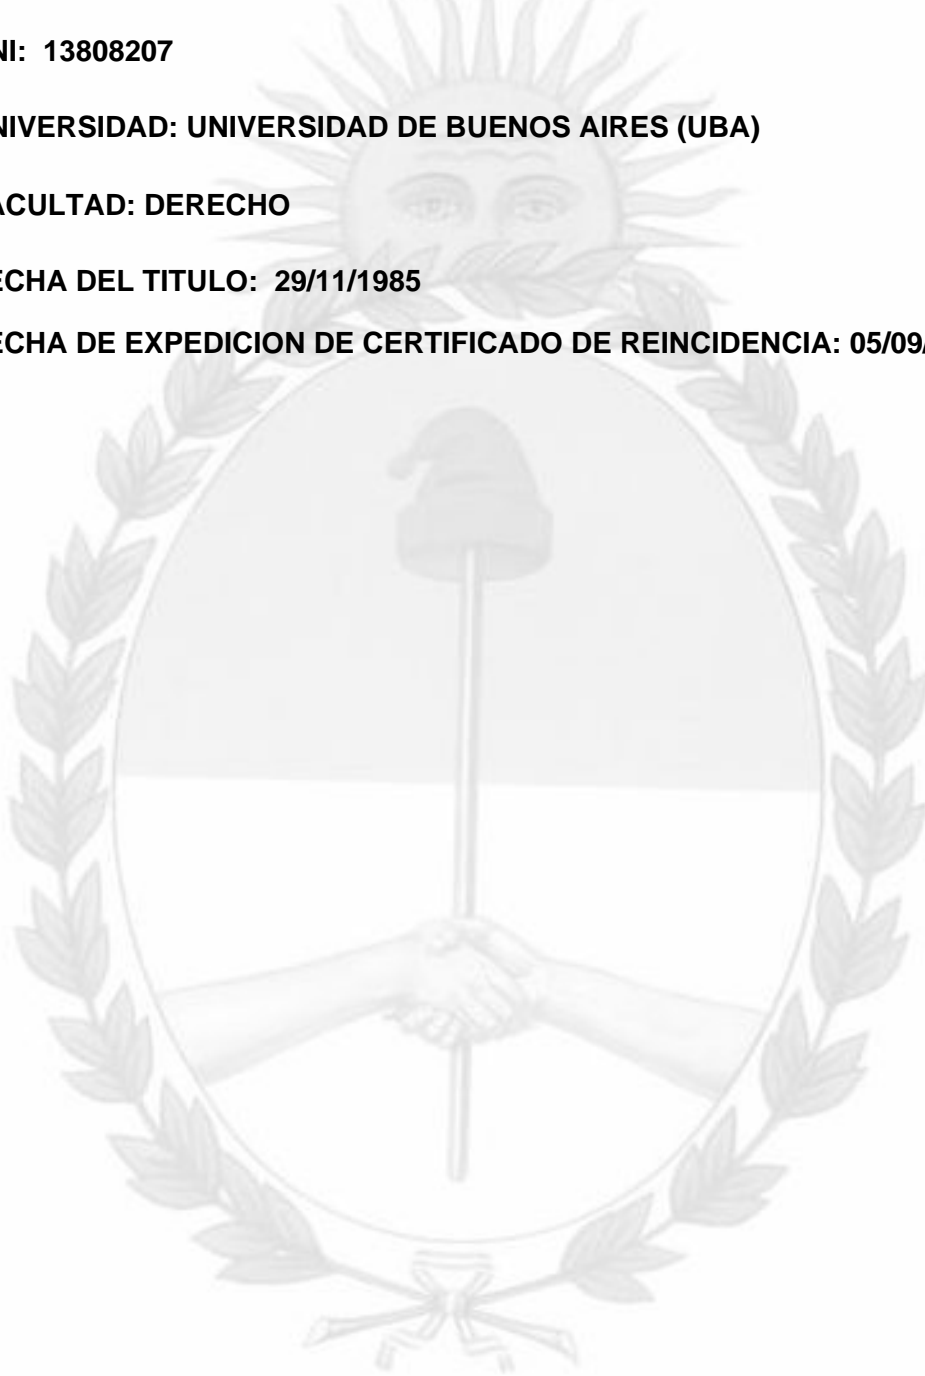 NI: 13808207
NIVERSIDAD: UNIVERSIDAD DE BUENOS AIRES (UBA)
ACULTAD: DERECHO
ECHA DEL TITULO: 29/11/1985
ECHA DE EXPEDICION DE CERTIFICADO DE REINCIDENCIA: 05/09/